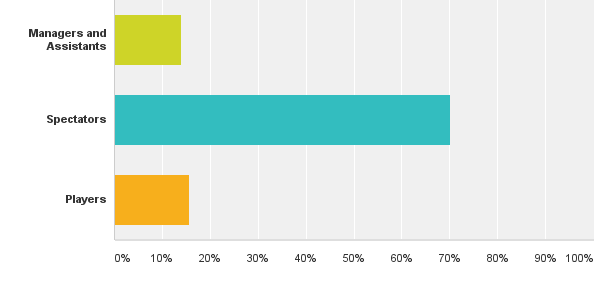 Managers and
Assistants
Spectators
Players
0% 10% 20% 30% 40% 50% 60% 70% 80% 90% 100%